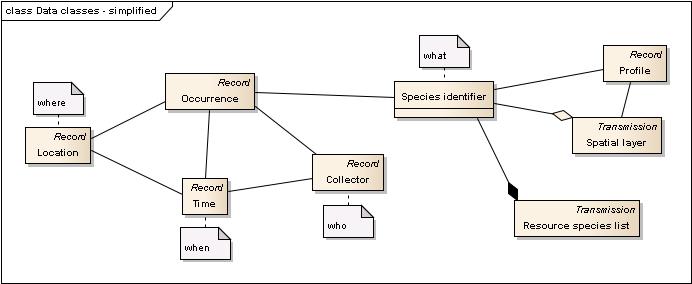 class Data classes - simplified
what
Record
Profile
Record
Occurrence
Species identifier
where
Record
Location
Transmission
Spatial layer
Record
Collector
Record
Time
who
when
Transmission
Resource species list